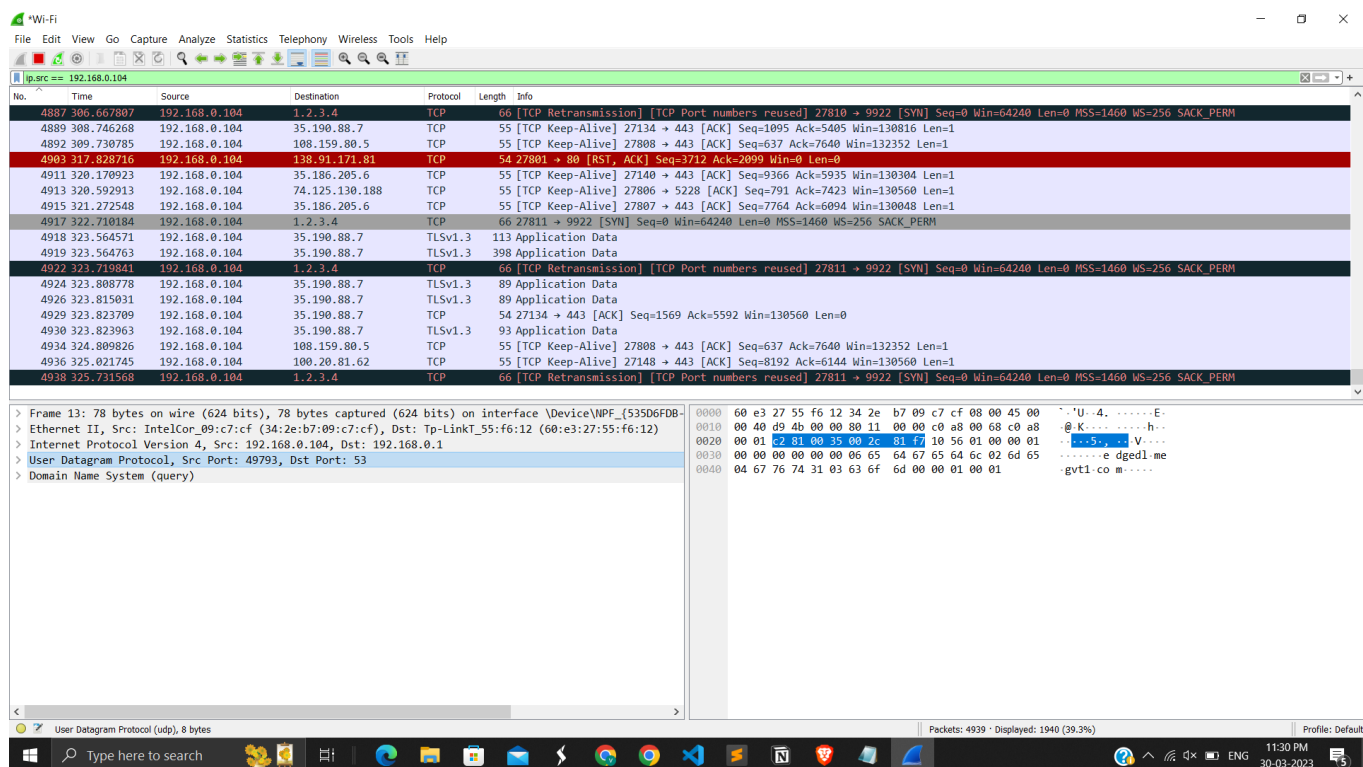 *Wi-Fi
File Edit View Go Capture Analyze Statistics Telephony Wireless Tools Help
ip.src == 192.168.0.104
No. Time Source Destination Protocol Length Info
4887 306.667807 192.168.0.104 1.2.3.4 TCP 66 [TCP Retransmission] [TCP Port numbers reused] 27810 → 9922 [SYN] Seq=0 Win=64240 Len=0 MSS=1460 WS=256 SACK_PERM
4889 308.746268 192.168.0.104 35.190.88.7 TCP 55 [TCP Keep-Alive] 27134 → 443 [ACK] Seq=1095 Ack=5405 Win=130816 Len=1
4892 309.730785 192.168.0.104 108.159.80.5 TCP 55 [TCP Keep-Alive] 27808 → 443 [ACK] Seq=637 Ack=7640 Win=132352 Len=1
4903 317.828716 192.168.0.104 138.91.171.81 TCP 54 27801 → 80 [RST, ACK] Seq=3712 Ack=2099 Win=0 Len=0
4911 320.170923 192.168.0.104 35.186.205.6 TCP 55 [TCP Keep-Alive] 27140 → 443 [ACK] Seq=9366 Ack=5935 Win=130304 Len=1
4913 320.592913 192.168.0.104 74.125.130.188 TCP 55 [TCP Keep-Alive] 27806 → 5228 [ACK] Seq=791 Ack=7423 Win=130560 Len=1
4915 321.272548 192.168.0.104 35.186.205.6 TCP 55 [TCP Keep-Alive] 27807 → 443 [ACK] Seq=7764 Ack=6094 Win=130048 Len=1
4917 322.710184 192.168.0.104 1.2.3.4 TCP 66 27811 → 9922 [SYN] Seq=0 Win=64240 Len=0 MSS=1460 WS=256 SACK_PERM
4918 323.564571 192.168.0.104 35.190.88.7 TLSv1.3 113 Application Data
4919 323.564763 192.168.0.104 35.190.88.7 TLSv1.3 398 Application Data
4922 323.719841 192.168.0.104 1.2.3.4 TCP 66 [TCP Retransmission] [TCP Port numbers reused] 27811 → 9922 [SYN] Seq=0 Win=64240 Len=0 MSS=1460 WS=256 SACK_PERM
4924 323.808778 192.168.0.104 35.190.88.7 TLSv1.3 89 Application Data
4926 323.815031 192.168.0.104 35.190.88.7 TLSv1.3 89 Application Data
4929 323.823709 192.168.0.104 35.190.88.7 TCP 54 27134 → 443 [ACK] Seq=1569 Ack=5592 Win=130560 Len=0
4930 323.823963 192.168.0.104 35.190.88.7 TLSv1.3 93 Application Data
4934 324.809826 192.168.0.104 108.159.80.5 TCP 55 [TCP Keep-Alive] 27808 → 443 [ACK] Seq=637 Ack=7640 Win=132352 Len=1
4936 325.021745 192.168.0.104 100.20.81.62 TCP 55 [TCP Keep-Alive] 27148 → 443 [ACK] Seq=8192 Ack=6144 Win=130560 Len=1
4938 325.731568 192.168.0.104 1.2.3.4 TCP 66 [TCP Retransmission] [TCP Port numbers reused] 27811 → 9922 [SYN] Seq=0 Win=64240 Len=0 MSS=1460 WS=256 SACK_PERM
> Frame 13: 78 bytes on wire (624 bits), 78 bytes captured (624 bits) on interface \Device\NPF_{535D6FDB-
> Ethernet II, Src: IntelCor_09:c7:cf (34:2e:b7:09:c7:cf), Dst: Tp-LinkT_55:f6:12 (60:e3:27:55:f6:12)
> Internet Protocol Version 4, Src: 192.168.0.104, Dst: 192.168.0.1
> User Datagram Protocol, Src Port: 49793, Dst Port: 53
> Domain Name System (query)
0000 60 e3 27 55 f6 12 34 2e b7 09 c7 cf 08 00 45 00 `·'U··4. ······E·
0010 00 40 d9 4b 00 00 80 11 00 00 c0 a8 00 68 c0 a8 ·@·K···· ·····h··
0020 00 01 c2 81 00 35 00 2c 81 f7 10 56 01 00 00 01 ·····5·, ···V····
0030 00 00 00 00 00 00 06 65 64 67 65 64 6c 02 6d 65 ·······e dgedl·me
0040 04 67 76 74 31 03 63 6f 6d 00 00 01 00 01 ·gvt1·co m·····
User Datagram Protocol (udp), 8 bytes
Packets: 4939 · Displayed: 1940 (39.3%)
Profile: Default
Type here to search
ENG
11:30 PM
30-03-2023
5